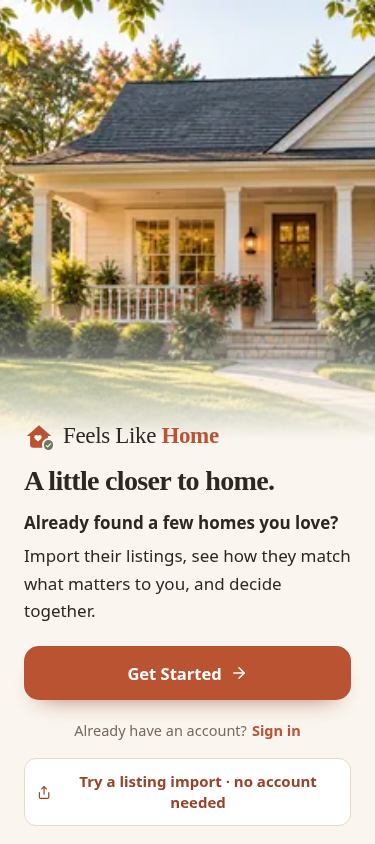 Feels Like Home
A little closer to home.
Already found a few homes you love?
Import their listings, see how they match
what matters to you, and decide
together.
Get Started →
Already have an account? Sign in
Try a listing import · no account
needed